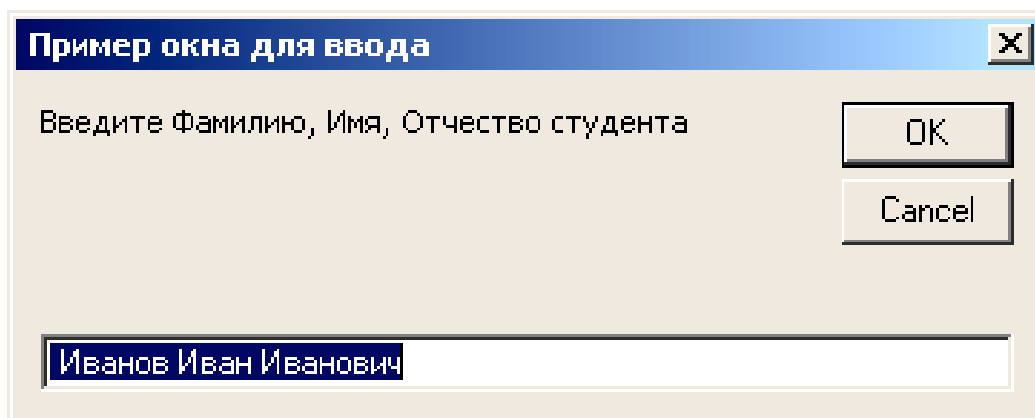 Пример окна для ввода
Введите Фамилию, Имя, Отчество студента
OK
Cancel
Иванов Иван Иванович